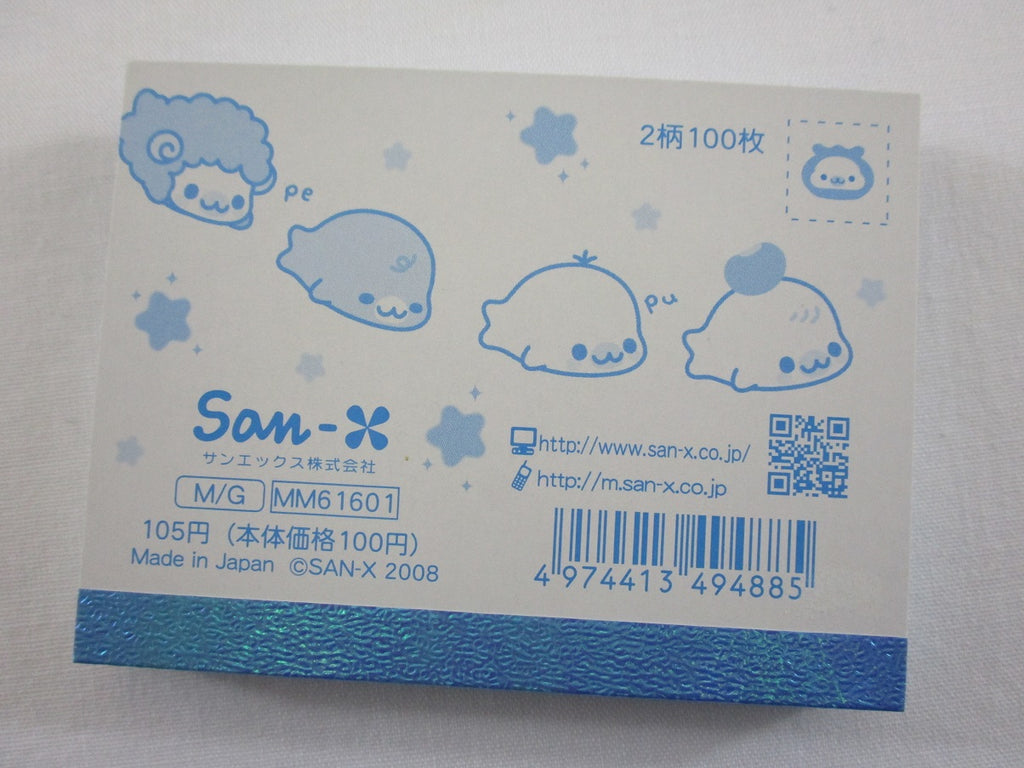 2柄100枚
pe
pu
San-X
サンエックス株式会社
M/G MM61601
105円 (本体価格100円)
Made in Japan ©SAN-X 2008
http://www.san-x.co.jp/
http://m.san-x.co.jp
4 974413 494885